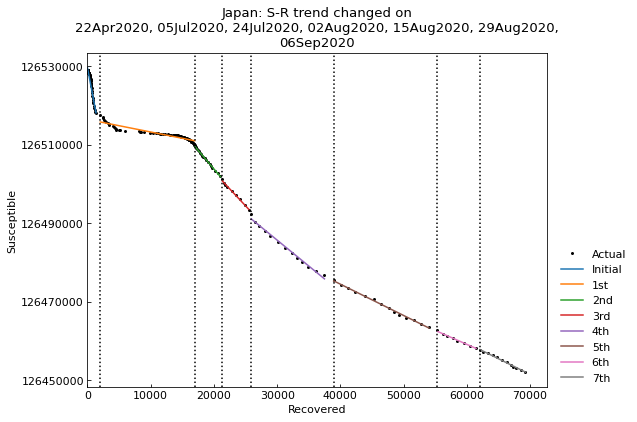 Japan: S-R trend changed on
22Apr2020, 05Jul2020, 24Jul2020, 02Aug2020, 15Aug2020, 29Aug2020,
06Sep2020
126530000
126510000
126490000
126470000
126450000
Susceptible
0 10000 20000 30000 40000 50000 60000 70000
Recovered
Actual
Initial
1st
2nd
3rd
4th
5th
6th
7th